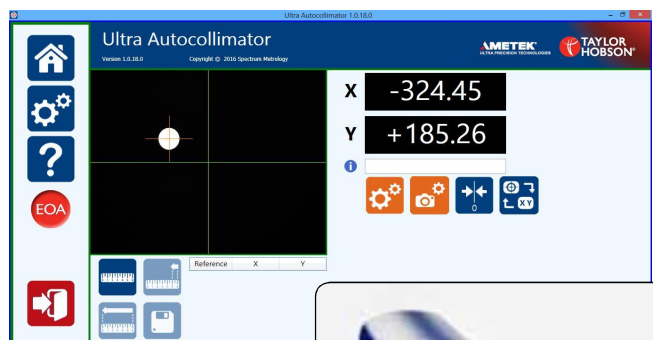 Ultra Autocollimator 1.0.18.0
Ultra Autocollimator
Version 1.0.18.0 Copyright © 2016 Spectrum Metrology
AMETEK®
ULTRA PRECISION TECHNOLOGIES
TAYLOR
HOBSON®
X -324.45
Y +185.26
i
0
XY
?
EOA
Reference X Y